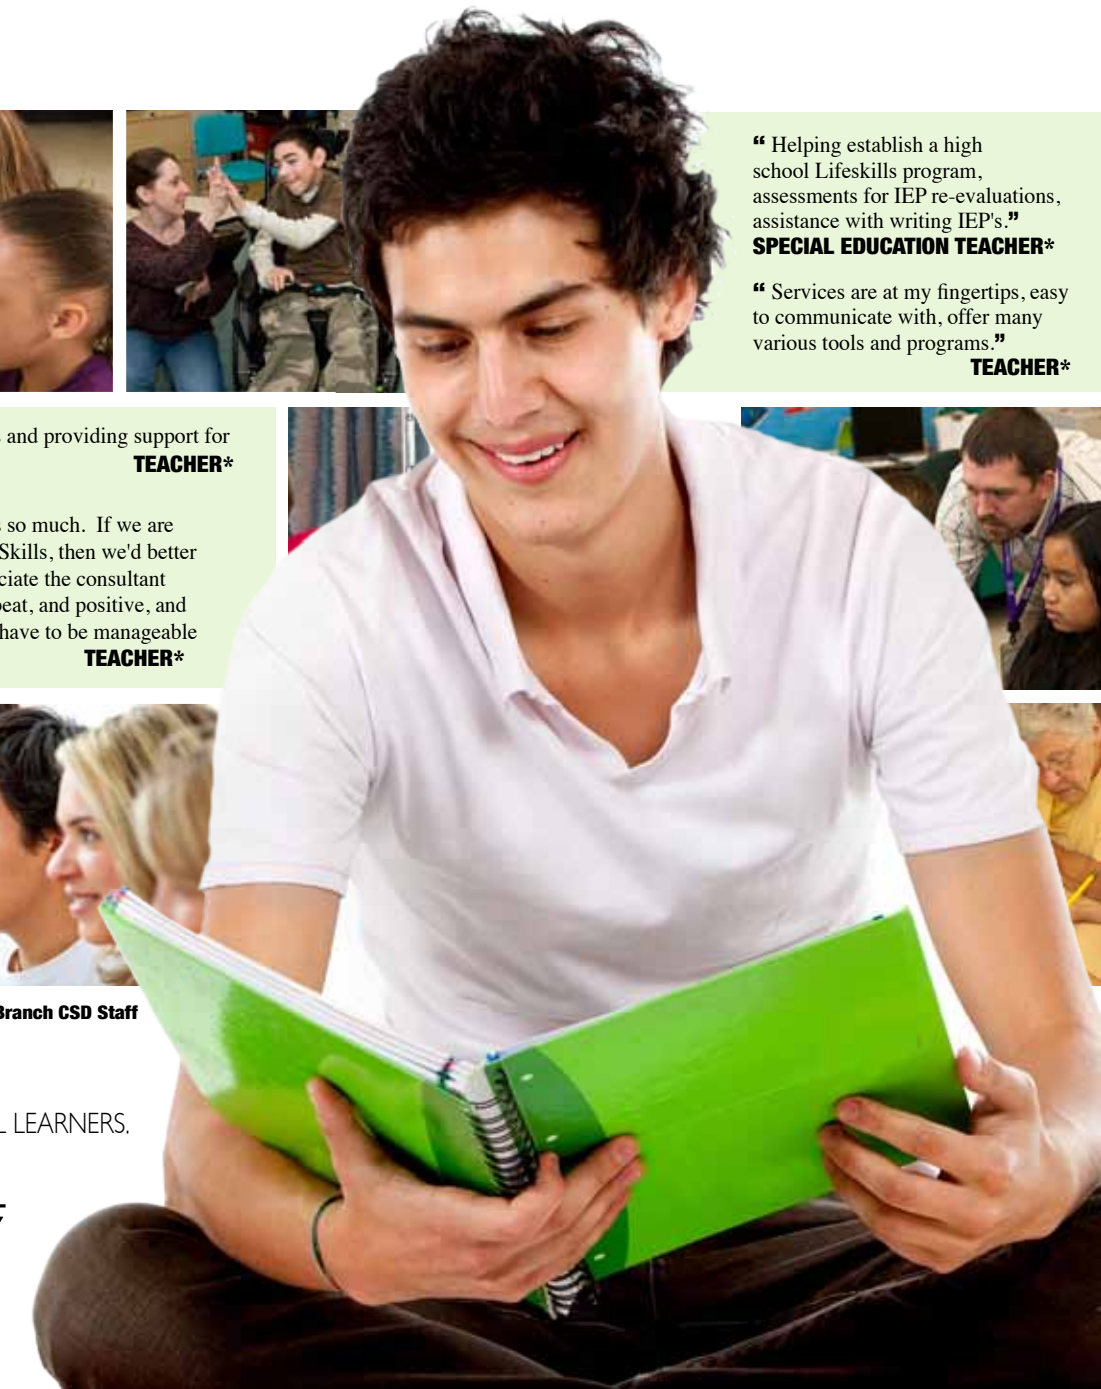 “ Helping establish a high
school Lifeskills program,
assessments for IEP re-evaluations,
assistance with writing IEP's.”
SPECIAL EDUCATION TEACHER*
“ Services are at my fingertips, easy
to communicate with, offer many
various tools and programs.”
TEACHER*
and providing support for
TEACHER*
so much. If we are
Skills, then we'd better
the consultant
and positive, and
have to be manageable
TEACHER*
Branch CSD Staff
LEARNERS.